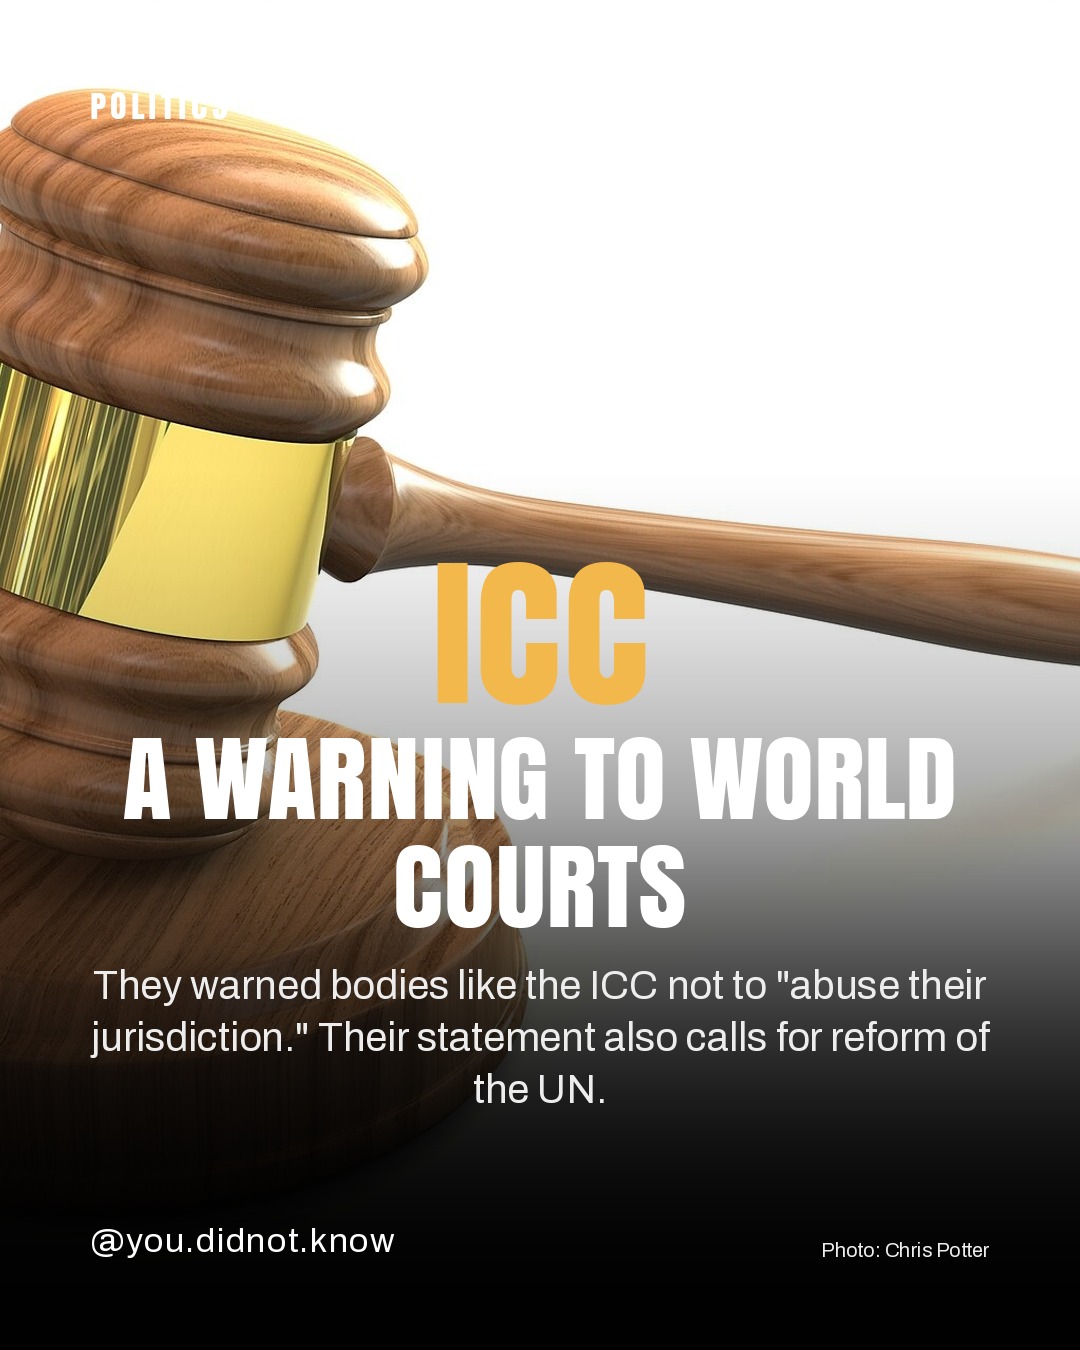 POLITICS
ICC
A WARNING TO WORLD
COURTS
They warned bodies like the ICC not to "abuse their
jurisdiction." Their statement also calls for reform of
the UN.
@you.didnot.know
Photo: Chris Potter